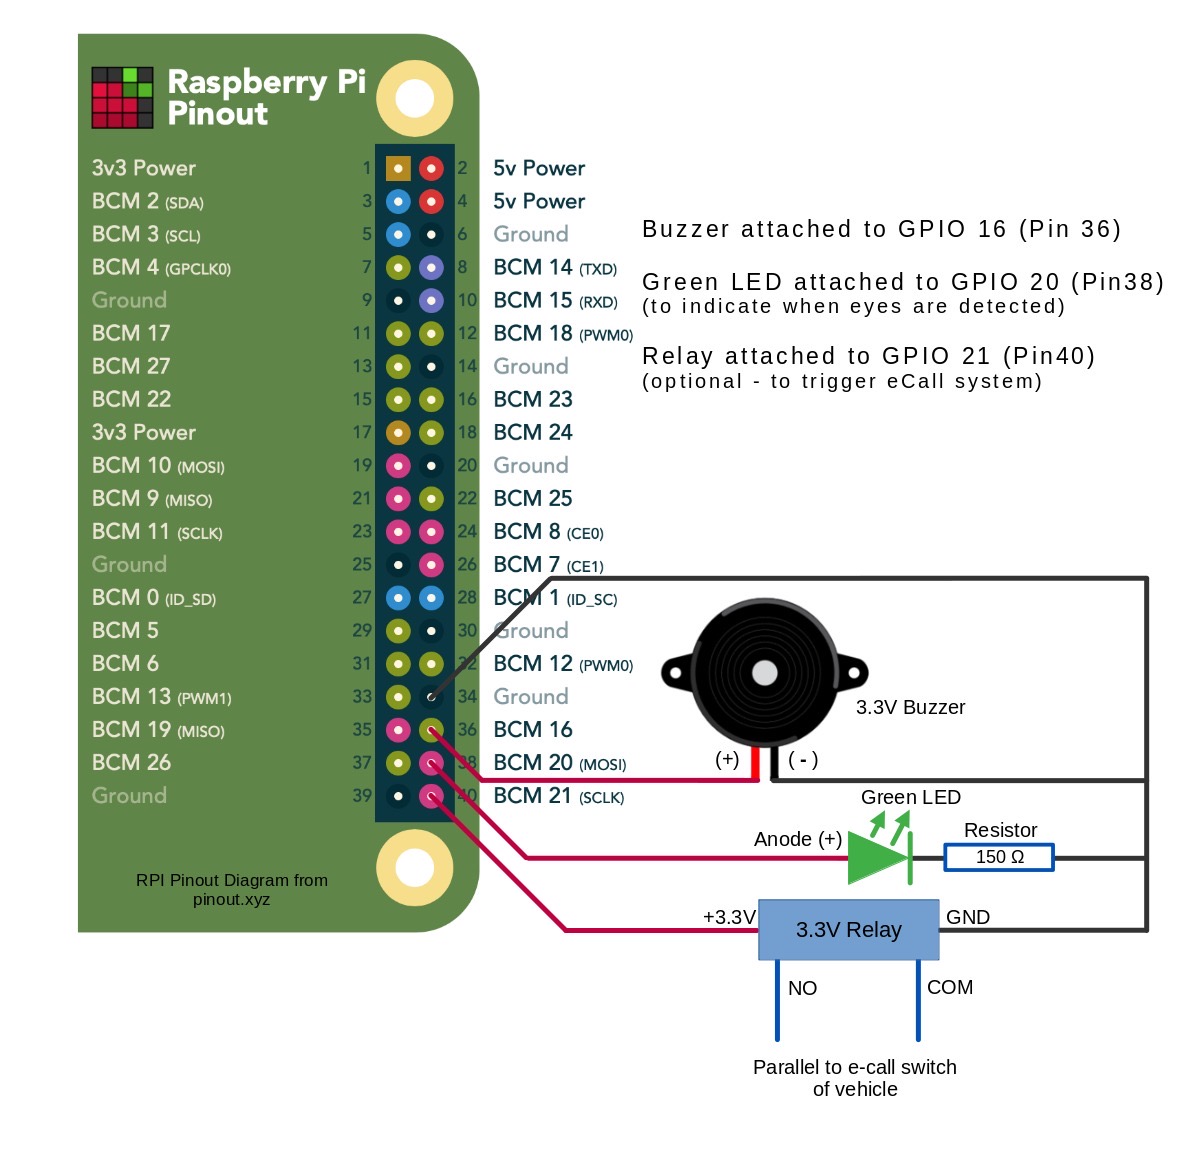 Raspberry Pi
Pinout
3v3 Power 1 2 5v Power
BCM 2 (SDA) 3 4 5v Power
BCM 3 (SCL) 5 6 Ground
BCM 4 (GPCLK0) 7 8 BCM 14 (TXD)
Ground 9 10 BCM 15 (RXD)
BCM 17 11 12 BCM 18 (PWM0)
BCM 27 13 14 Ground
BCM 22 15 16 BCM 23
3v3 Power 17 18 BCM 24
BCM 10 (MOSI) 19 20 Ground
BCM 9 (MISO) 21 22 BCM 25
BCM 11 (SCLK) 23 24 BCM 8 (CE0)
Ground 25 26 BCM 7 (CE1)
BCM 0 (ID_SD) 27 28 BCM 1 (ID_SC)
BCM 5 29 30 Ground
BCM 6 31 32 BCM 12 (PWM0)
BCM 13 (PWM1) 33 34 Ground
BCM 19 (MISO) 35 36 BCM 16
BCM 26 37 38 BCM 20 (MOSI)
Ground 39 40 BCM 21 (SCLK)
RPI Pinout Diagram from
pinout.xyz
Buzzer attached to GPIO 16 (Pin 36)
Green LED attached to GPIO 20 (Pin38)
(to indicate when eyes are detected)
Relay attached to GPIO 21 (Pin40)
(optional - to trigger eCall system)
3.3V Buzzer
(+) ( - )
Green LED
Anode (+)
Resistor
150 Ω
+3.3V
3.3V Relay
GND
NO
COM
Parallel to e-call switch
of vehicle